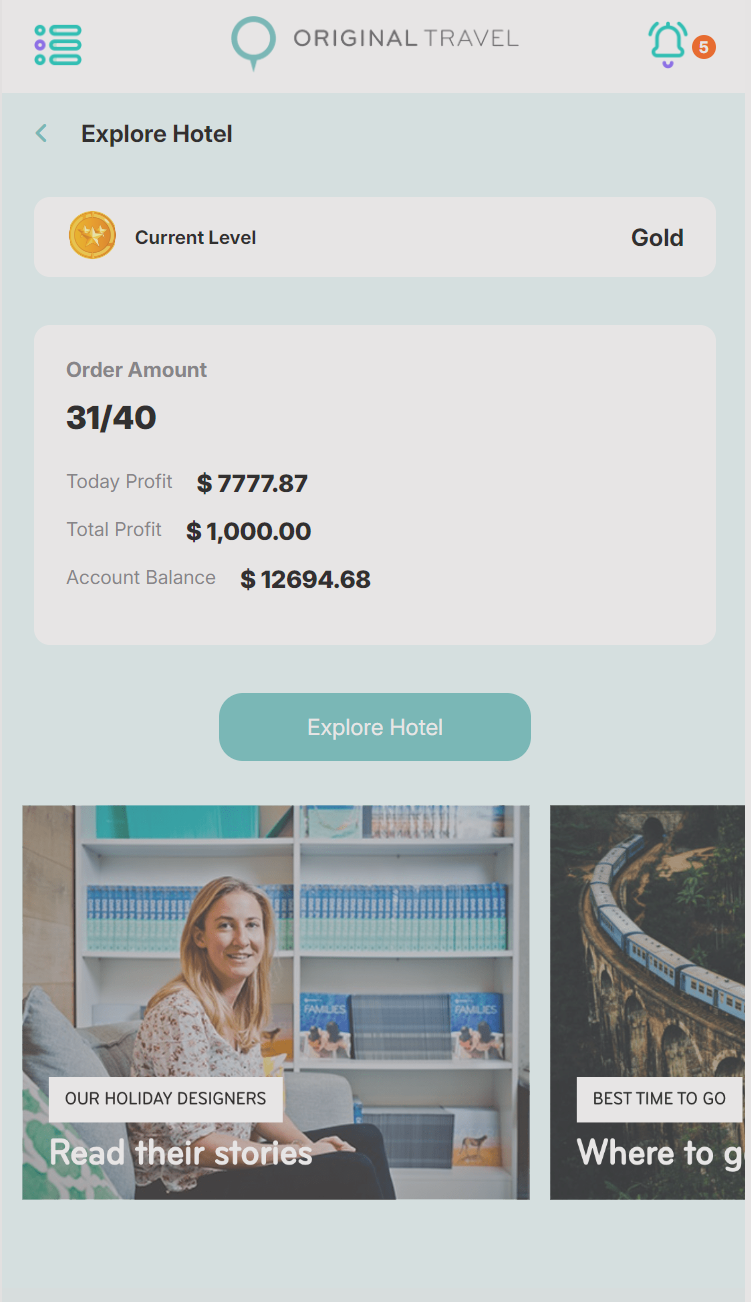 ORIGINAL TRAVEL
5
Explore Hotel
Current Level
Gold
Order Amount
31/40
Today Profit $ 7777.87
Total Profit $ 1,000.00
Account Balance $ 12694.68
Explore Hotel
FAMILIES
OUR HOLIDAY DESIGNERS
Read their stories
BEST TIME TO GO
Where to g